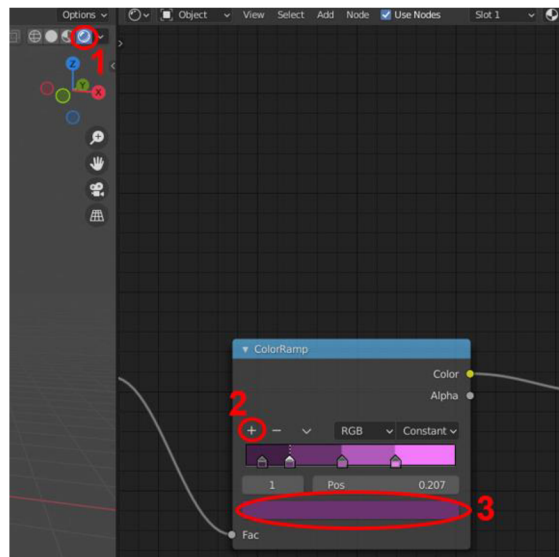 Options Object View Select Add Node Use Nodes Slot 1
1
Z
Y
X
ColorRamp
Color
Alpha
2
RGB Constant
1 Pos 0.207
3
Fac